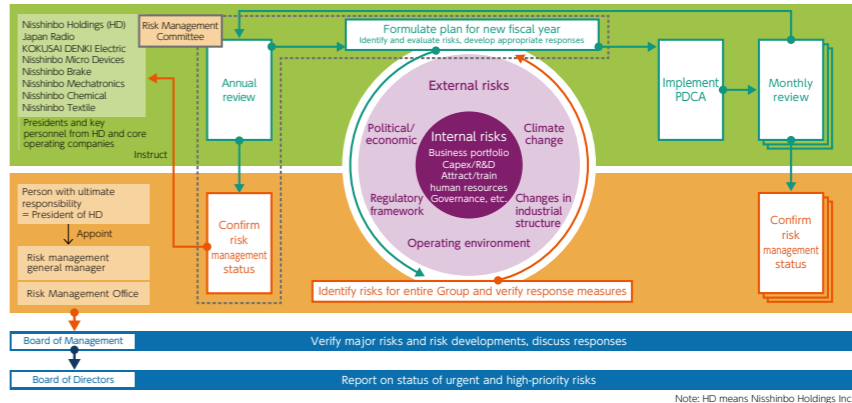 Nisshinbo Holdings (HD)
Japan Radio
KOKUSAI DENKI Electric
Nisshinbo Micro Devices
Nisshinbo Brake
Nisshinbo Mechatronics
Nisshinbo Chemical
Nisshinbo Textile
Presidents and key
personnel from HD and core
operating companies
Risk Management
Committee
Instruct
Annual
review
Formulate plan for new fiscal year
Identify and evaluate risks, develop appropriate responses
Implement
PDCA
Monthly
review
External risks
Political/
economic
Climate
change
Internal risks
Business portfolio
Capex/R&D
Attract/train
human resources
Governance, etc.
Regulatory
framework
Changes in
industrial
structure
Operating environment
Person with ultimate
responsibility
= President of HD
Appoint
Risk management
general manager
Risk Management Office
Confirm
risk
management
status
Identify risks for entire Group and verify response measures
Confirm
risk
management
status
Board of Management
Verify major risks and risk developments, discuss responses
Board of Directors
Report on status of urgent and high-priority risks
Note: HD means Nisshinbo Holdings Inc.